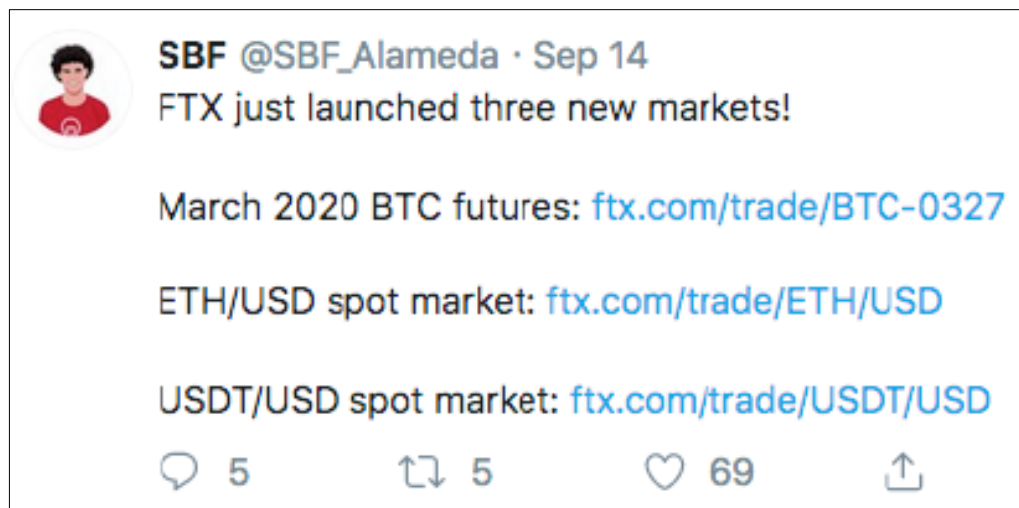 SBF @SBF_Alameda · Sep 14
FTX just launched three new markets!
March 2020 BTC futures: ftx.com/trade/BTC-0327
ETH/USD spot market: ftx.com/trade/ETH/USD
USDT/USD spot market: ftx.com/trade/USDT/USD
5 5 69